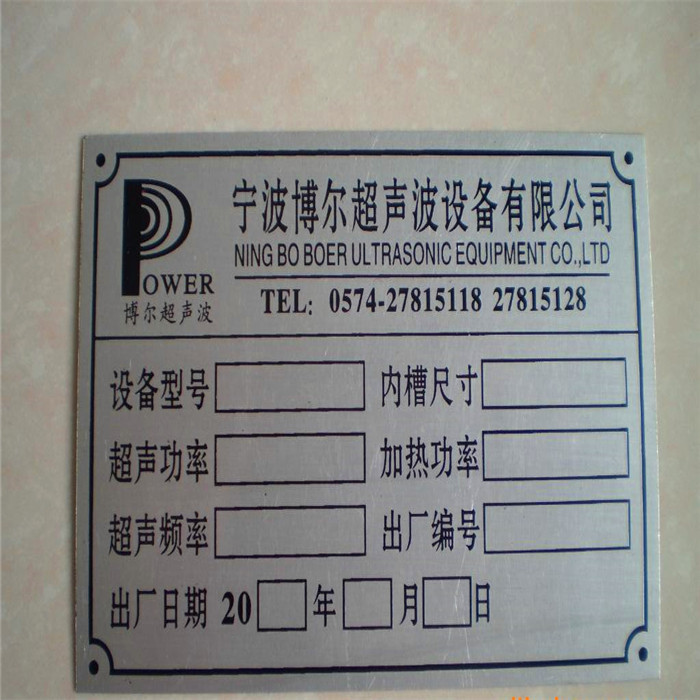 宁波博尔超声波设备有限公司
NING BO BOER ULTRASONIC EQUIPMENT CO.,LTD
POWER
博尔超声波
TEL: 0574-27815118 27815128
设备型号 内槽尺寸
超声功率 加热功率
超声频率 出厂编号
出厂日期 20 年 月 日